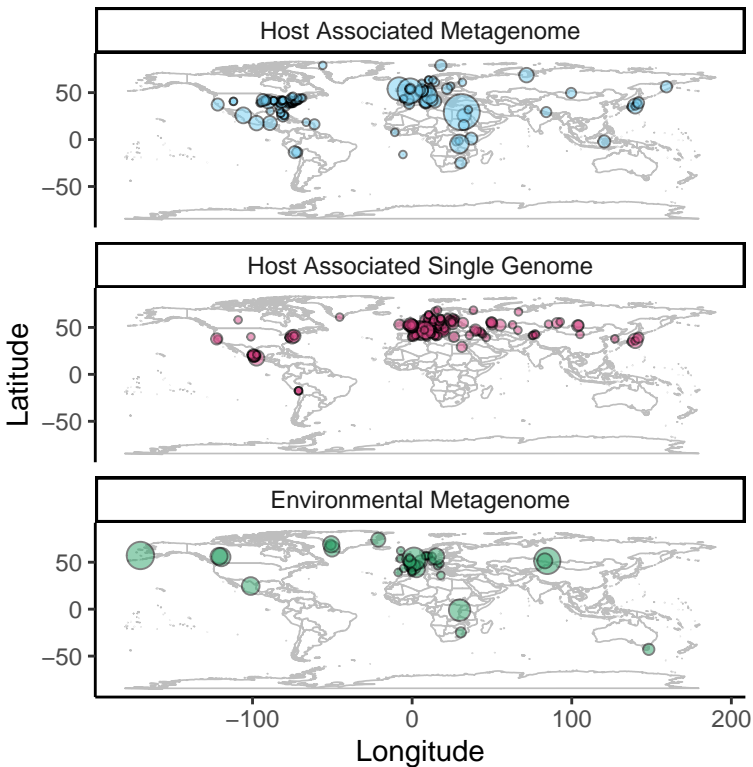 Host Associated Metagenome
50
0
−50
Host Associated Single Genome
50
0
−50
Latitude
Environmental Metagenome
50
0
−50
−100 0 100 200
Longitude